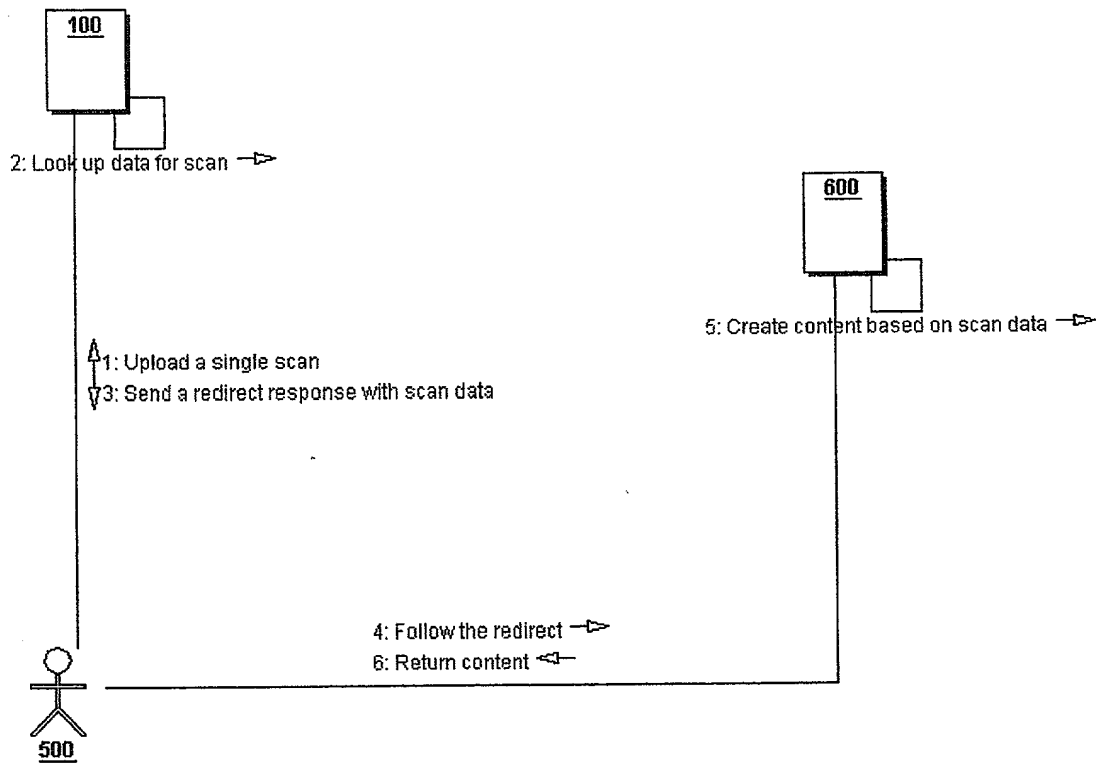 100
2: Look up data for scan
600
5: Create content based on scan data
1: Upload a single scan
3: Send a redirect response with scan data
4: Follow the redirect
6: Return content
500